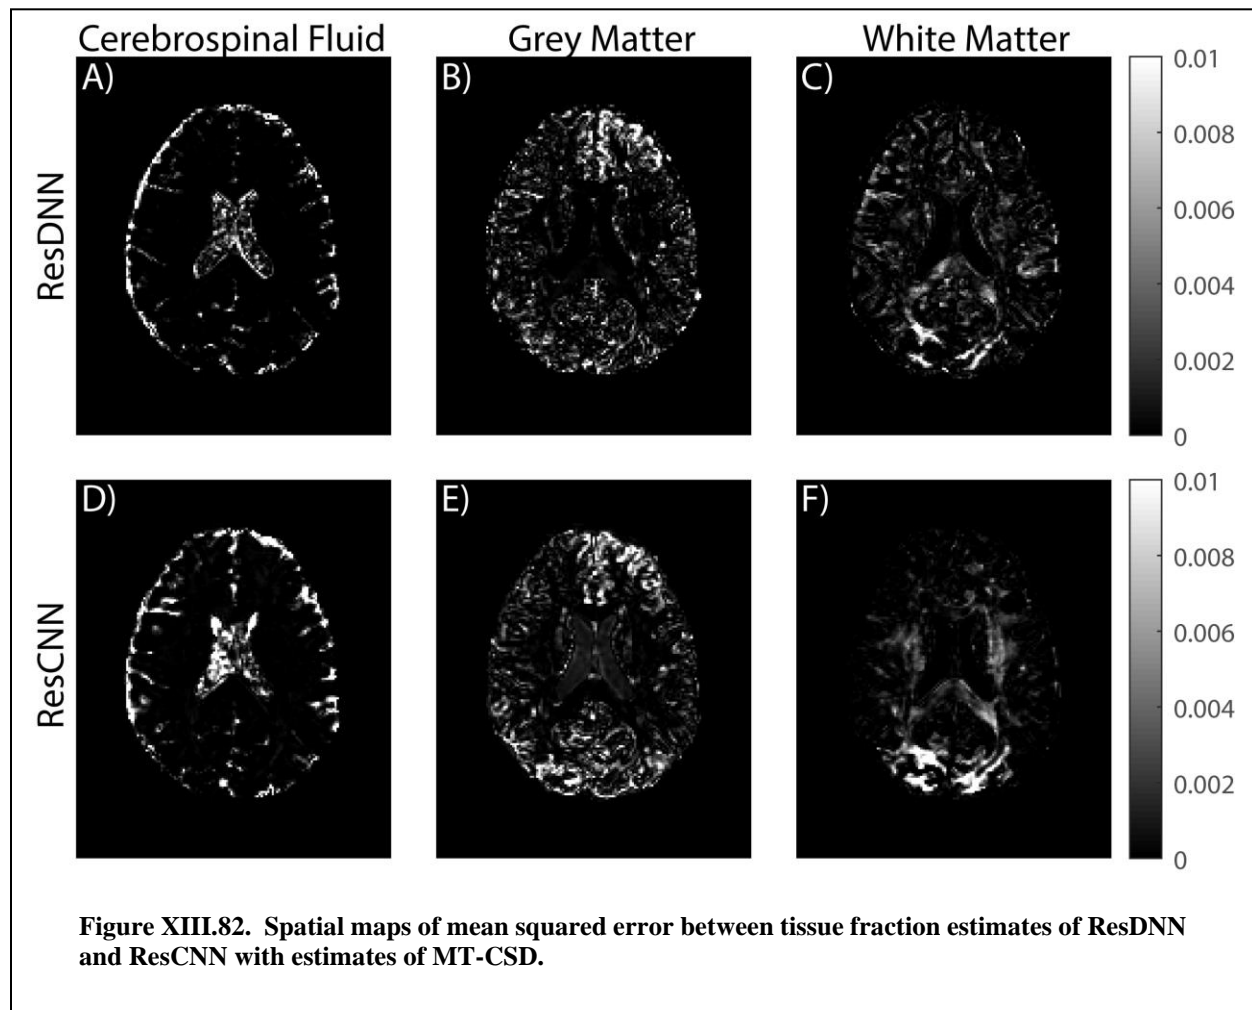 Cerebrospinal Fluid Grey Matter White Matter
A) B) C)
ResDNN
0.01
0.008
0.006
0.004
0.002
0
D) E) F)
ResCNN
0.01
0.008
0.006
0.004
0.002
0
Figure XIII.82. Spatial maps of mean squared error between tissue fraction estimates of ResDNN
and ResCNN with estimates of MT-CSD.